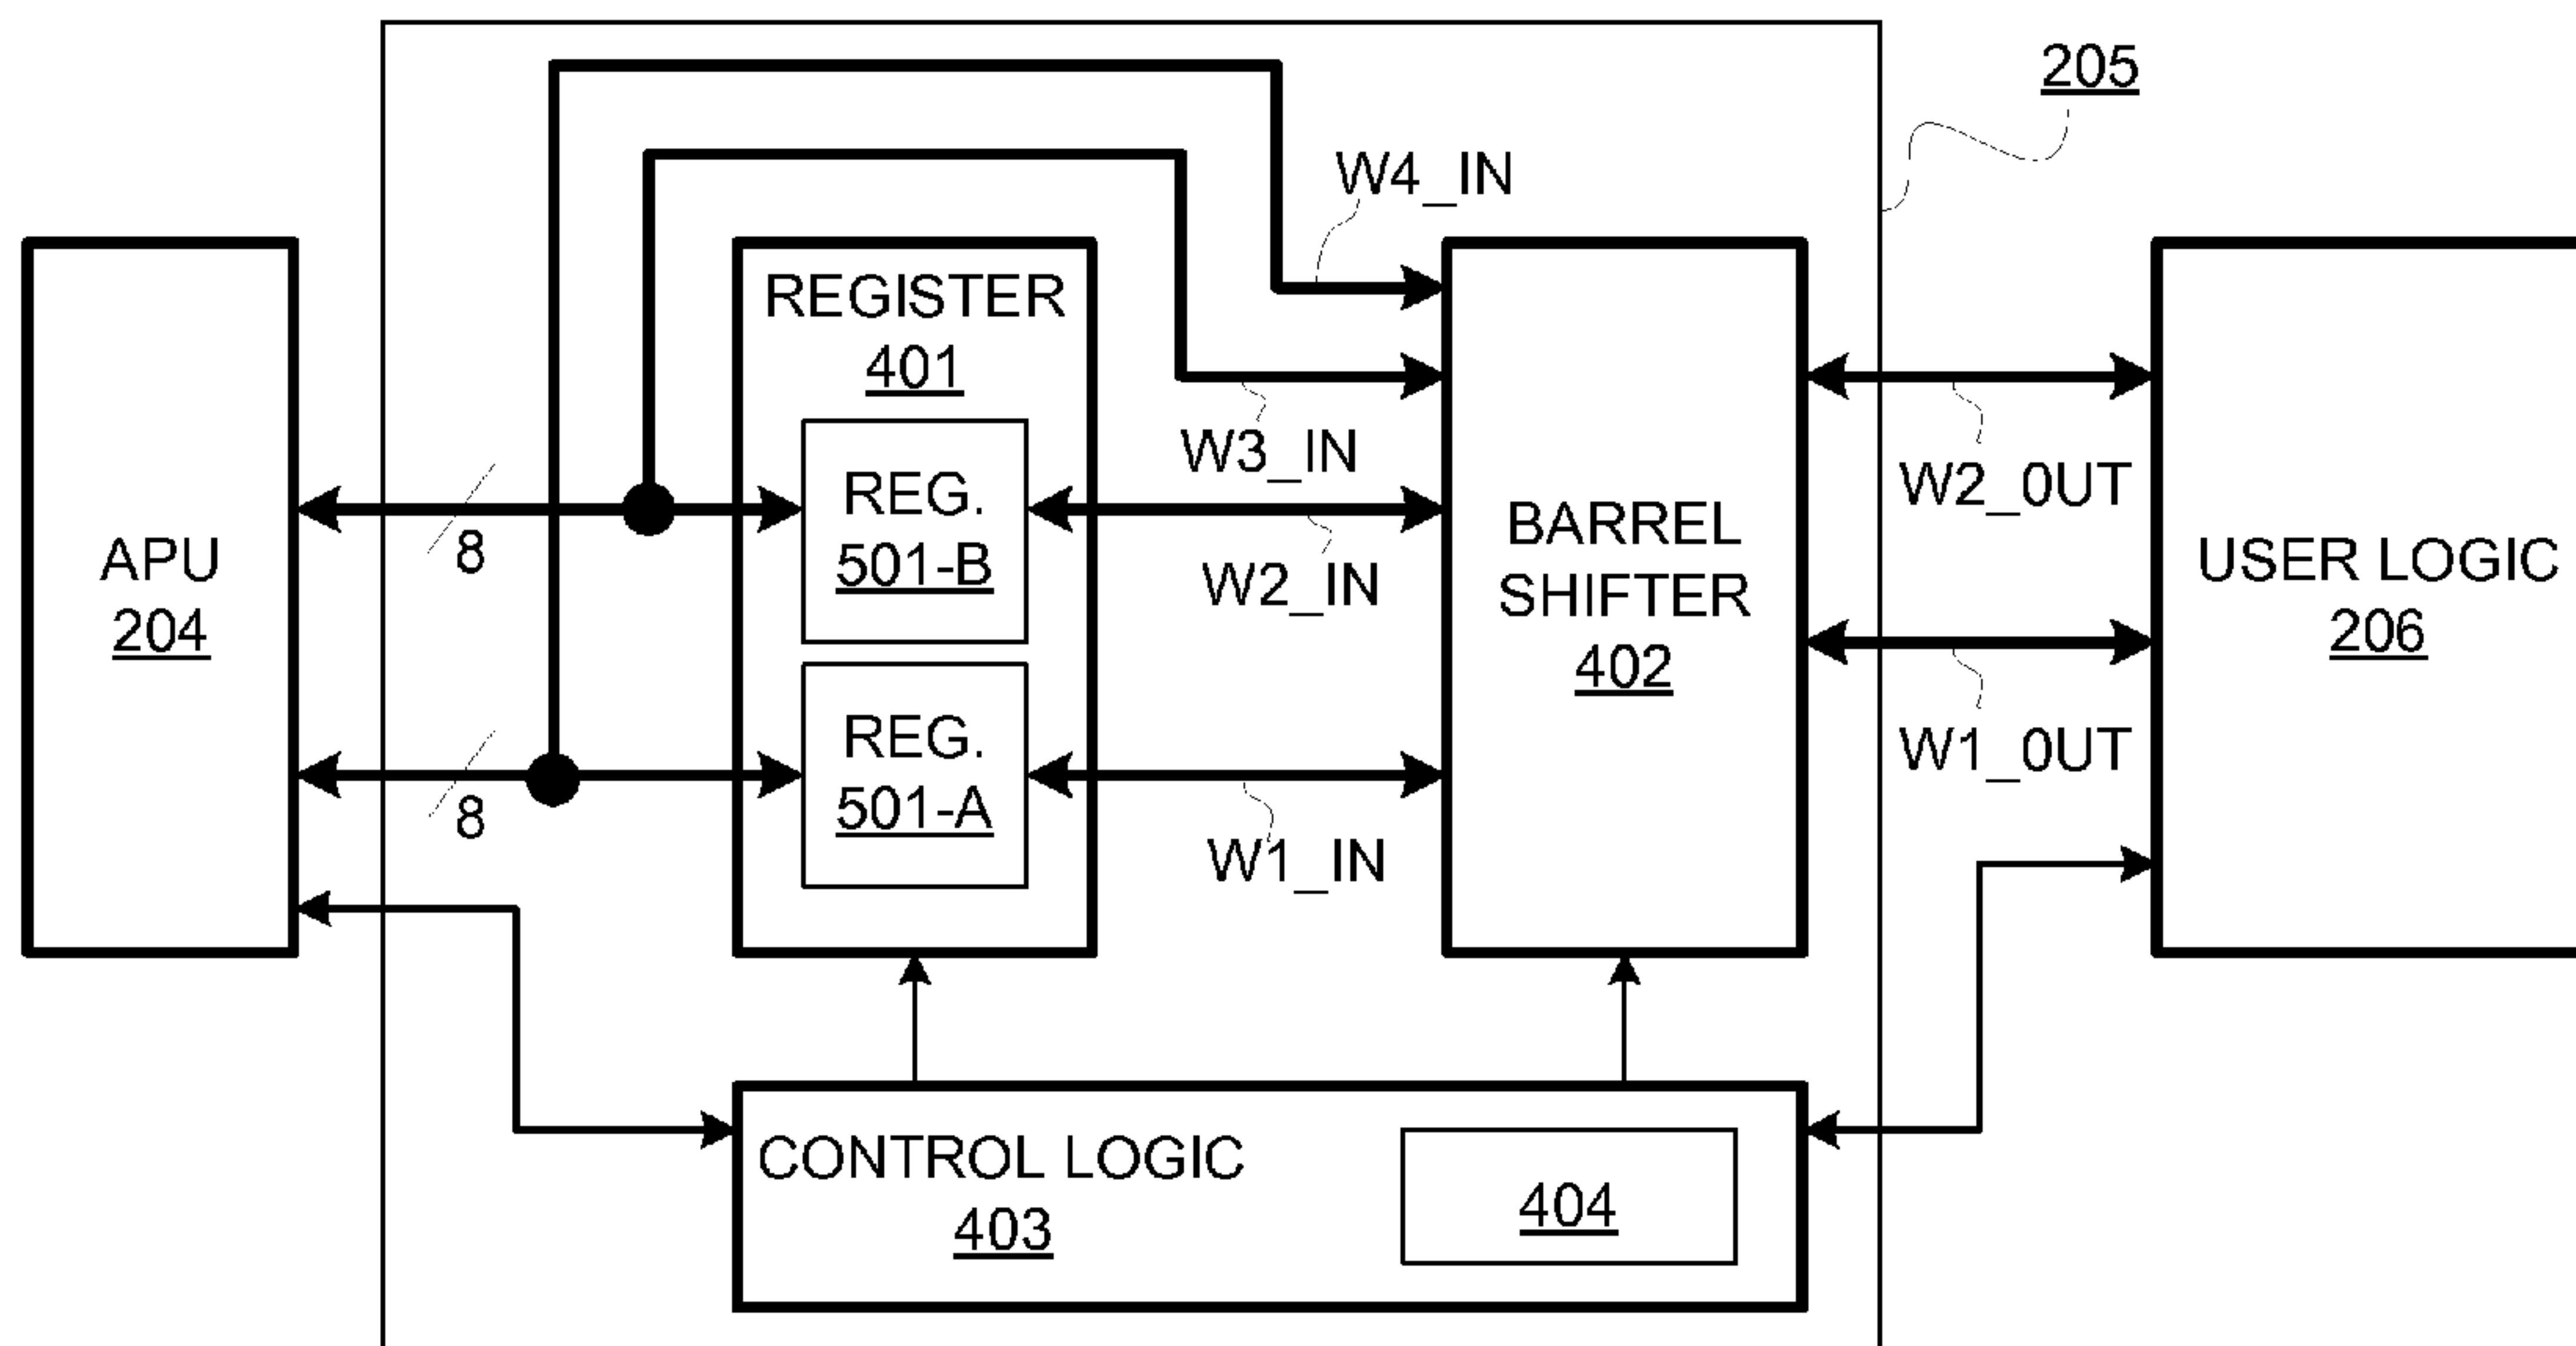 205
W4_IN
REGISTER
401
W3_IN
W2_0UT
REG.
501-B
8
W2_IN
BARREL
SHIFTER
402
APU
204
USER LOGIC
206
REG.
501-A
8
W1_IN
W1_0UT
CONTROL LOGIC
403
404